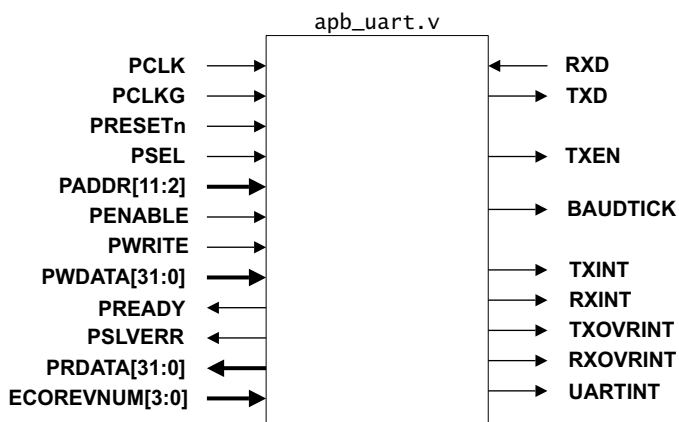 apb_uart.v
PCLK
PCLKG
PRESETn
PSEL
PADDR[11:2]
PENABLE
PWRITE
PWDATA[31:0]
PREADY
PSLVERR
PRDATA[31:0]
ECOREVNUM[3:0]
RXD
TXD
TXEN
BAUDTICK
TXINT
RXINT
TXOVRINT
RXOVRINT
UARTINT